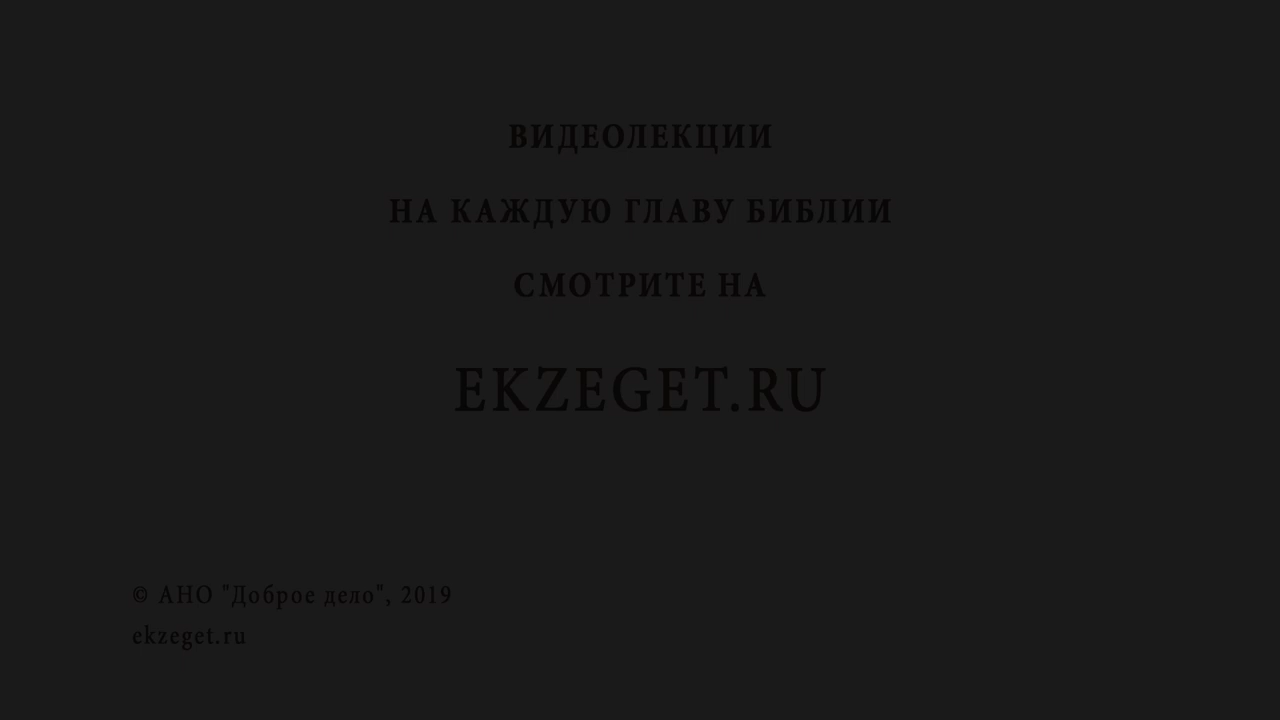 ВИДЕОЛЕКЦИИ
НА КАЖДУЮ ГЛАВУ БИБЛИИ
СМОТРИТЕ НА
EKZEGET.RU
© АНО "Доброе дело", 2019
ekzeget.ru